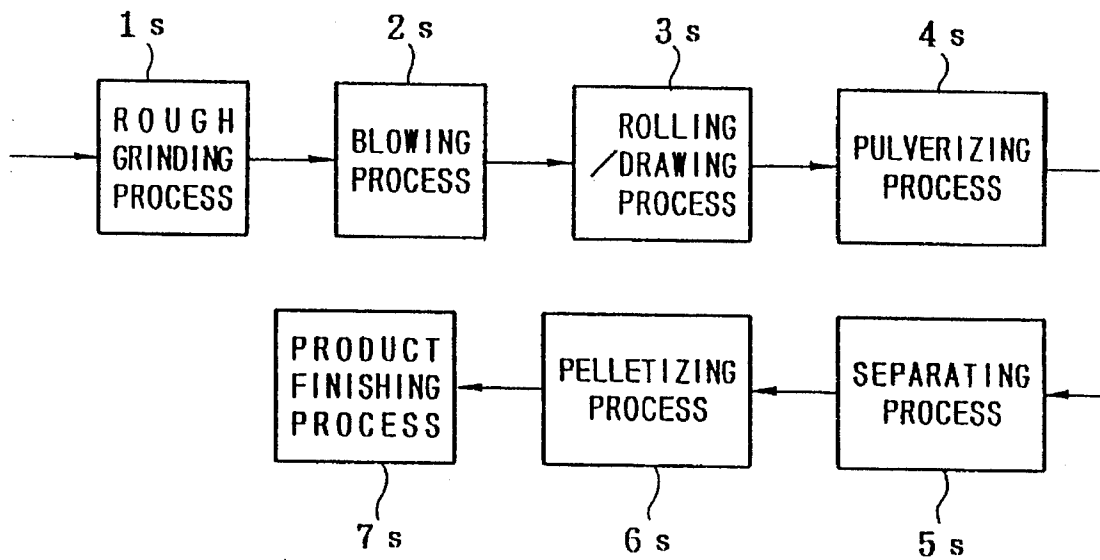 1 s
2 s
3 s
4 s
ROUGH
GRINDING
PROCESS
BLOWING
PROCESS
ROLLING
/DRAWING
PROCESS
PULVERIZING
PROCESS
PRODUCT
FINISHING
PROCESS
PELLETIZING
PROCESS
SEPARATING
PROCESS
7 s
6 s
5 s